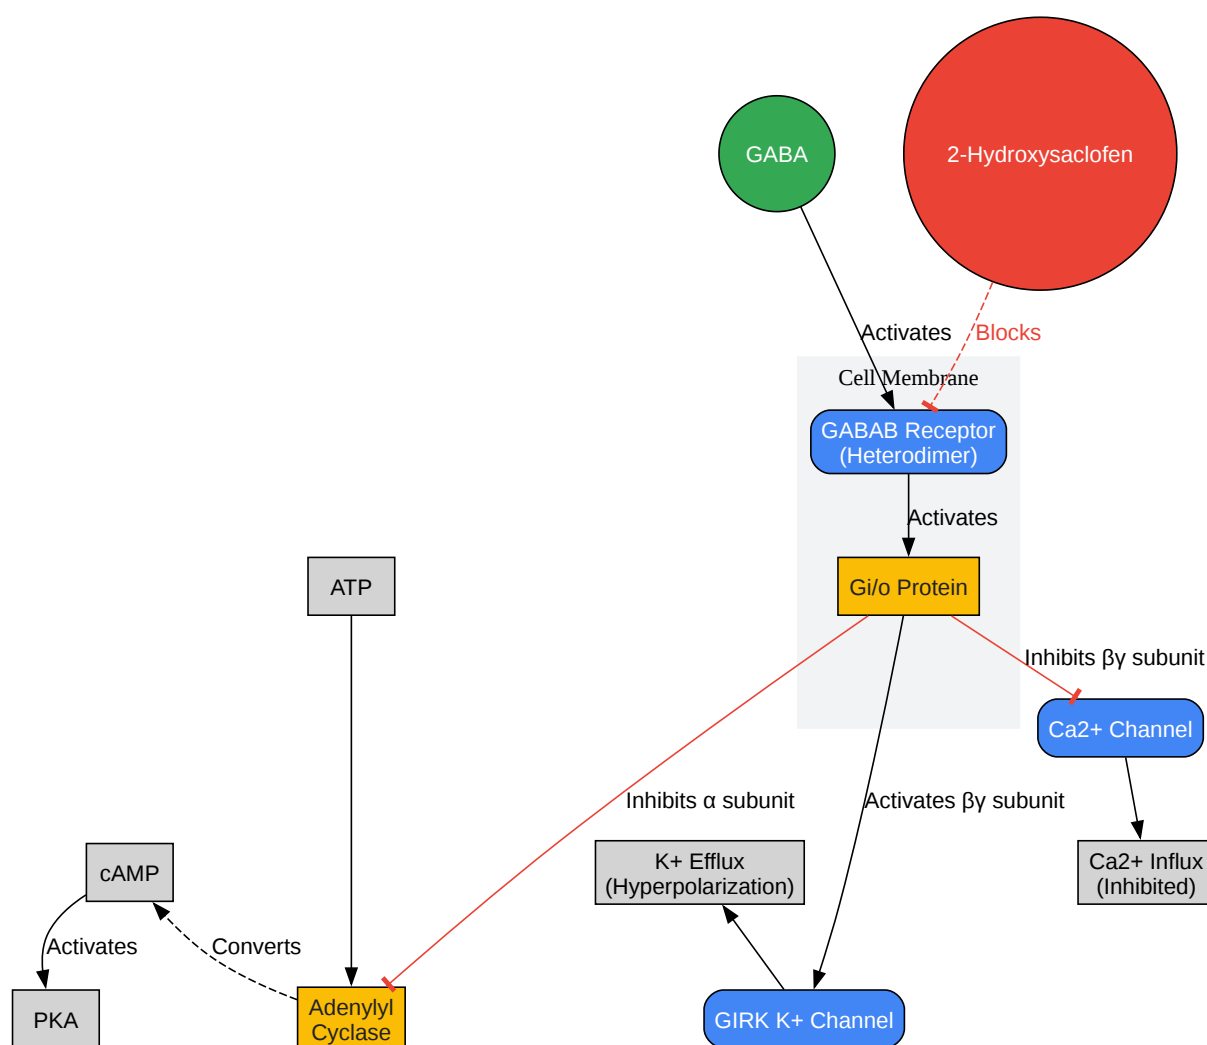 GABA
2-Hydroxysaclofen
Activates
Blocks
Cell Membrane
GABAB Receptor
(Heterodimer)
Activates
ATP
Gi/o Protein
Inhibits βγ subunit
Ca2+ Channel
Inhibits α subunit
Activates βγ subunit
cAMP
K+ Efflux
(Hyperpolarization)
Ca2+ Influx
(Inhibited)
Activates
Converts
PKA
Adenylyl
Cyclase
GIRK K+ Channel